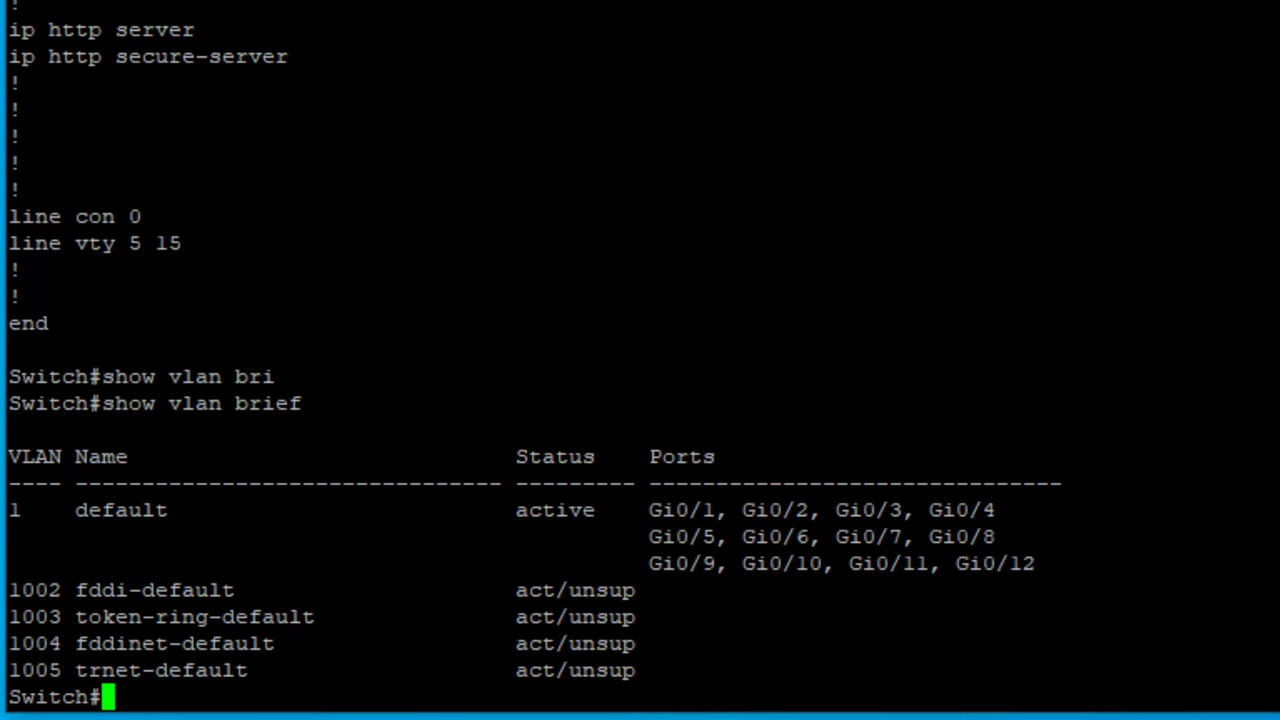 !
ip http server
ip http secure-server
!
!
!
!
!
line con 0
line vty 5 15
!
!
end
Switch#show vlan bri
Switch#show vlan brief
VLAN Name                             Status    Ports
---- -------------------------------- --------- -------------------------------
1    default                          active    Gi0/1, Gi0/2, Gi0/3, Gi0/4
                                                Gi0/5, Gi0/6, Gi0/7, Gi0/8
                                                Gi0/9, Gi0/10, Gi0/11, Gi0/12
1002 fddi-default                     act/unsup
1003 token-ring-default               act/unsup
1004 fddinet-default                  act/unsup
1005 trnet-default                    act/unsup
Switch#